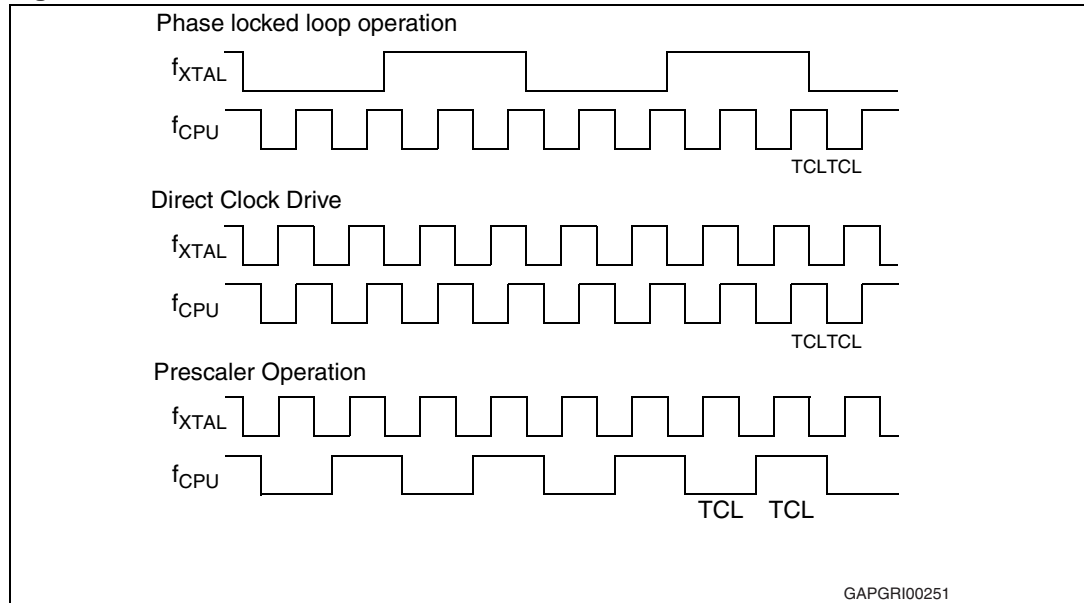 Phase locked loop operation
fXTAL
fCPU
TCLTCL
Direct Clock Drive
fXTAL
fCPU
TCLTCL
Prescaler Operation
fXTAL
fCPU
TCL TCL
GAPGRI00251